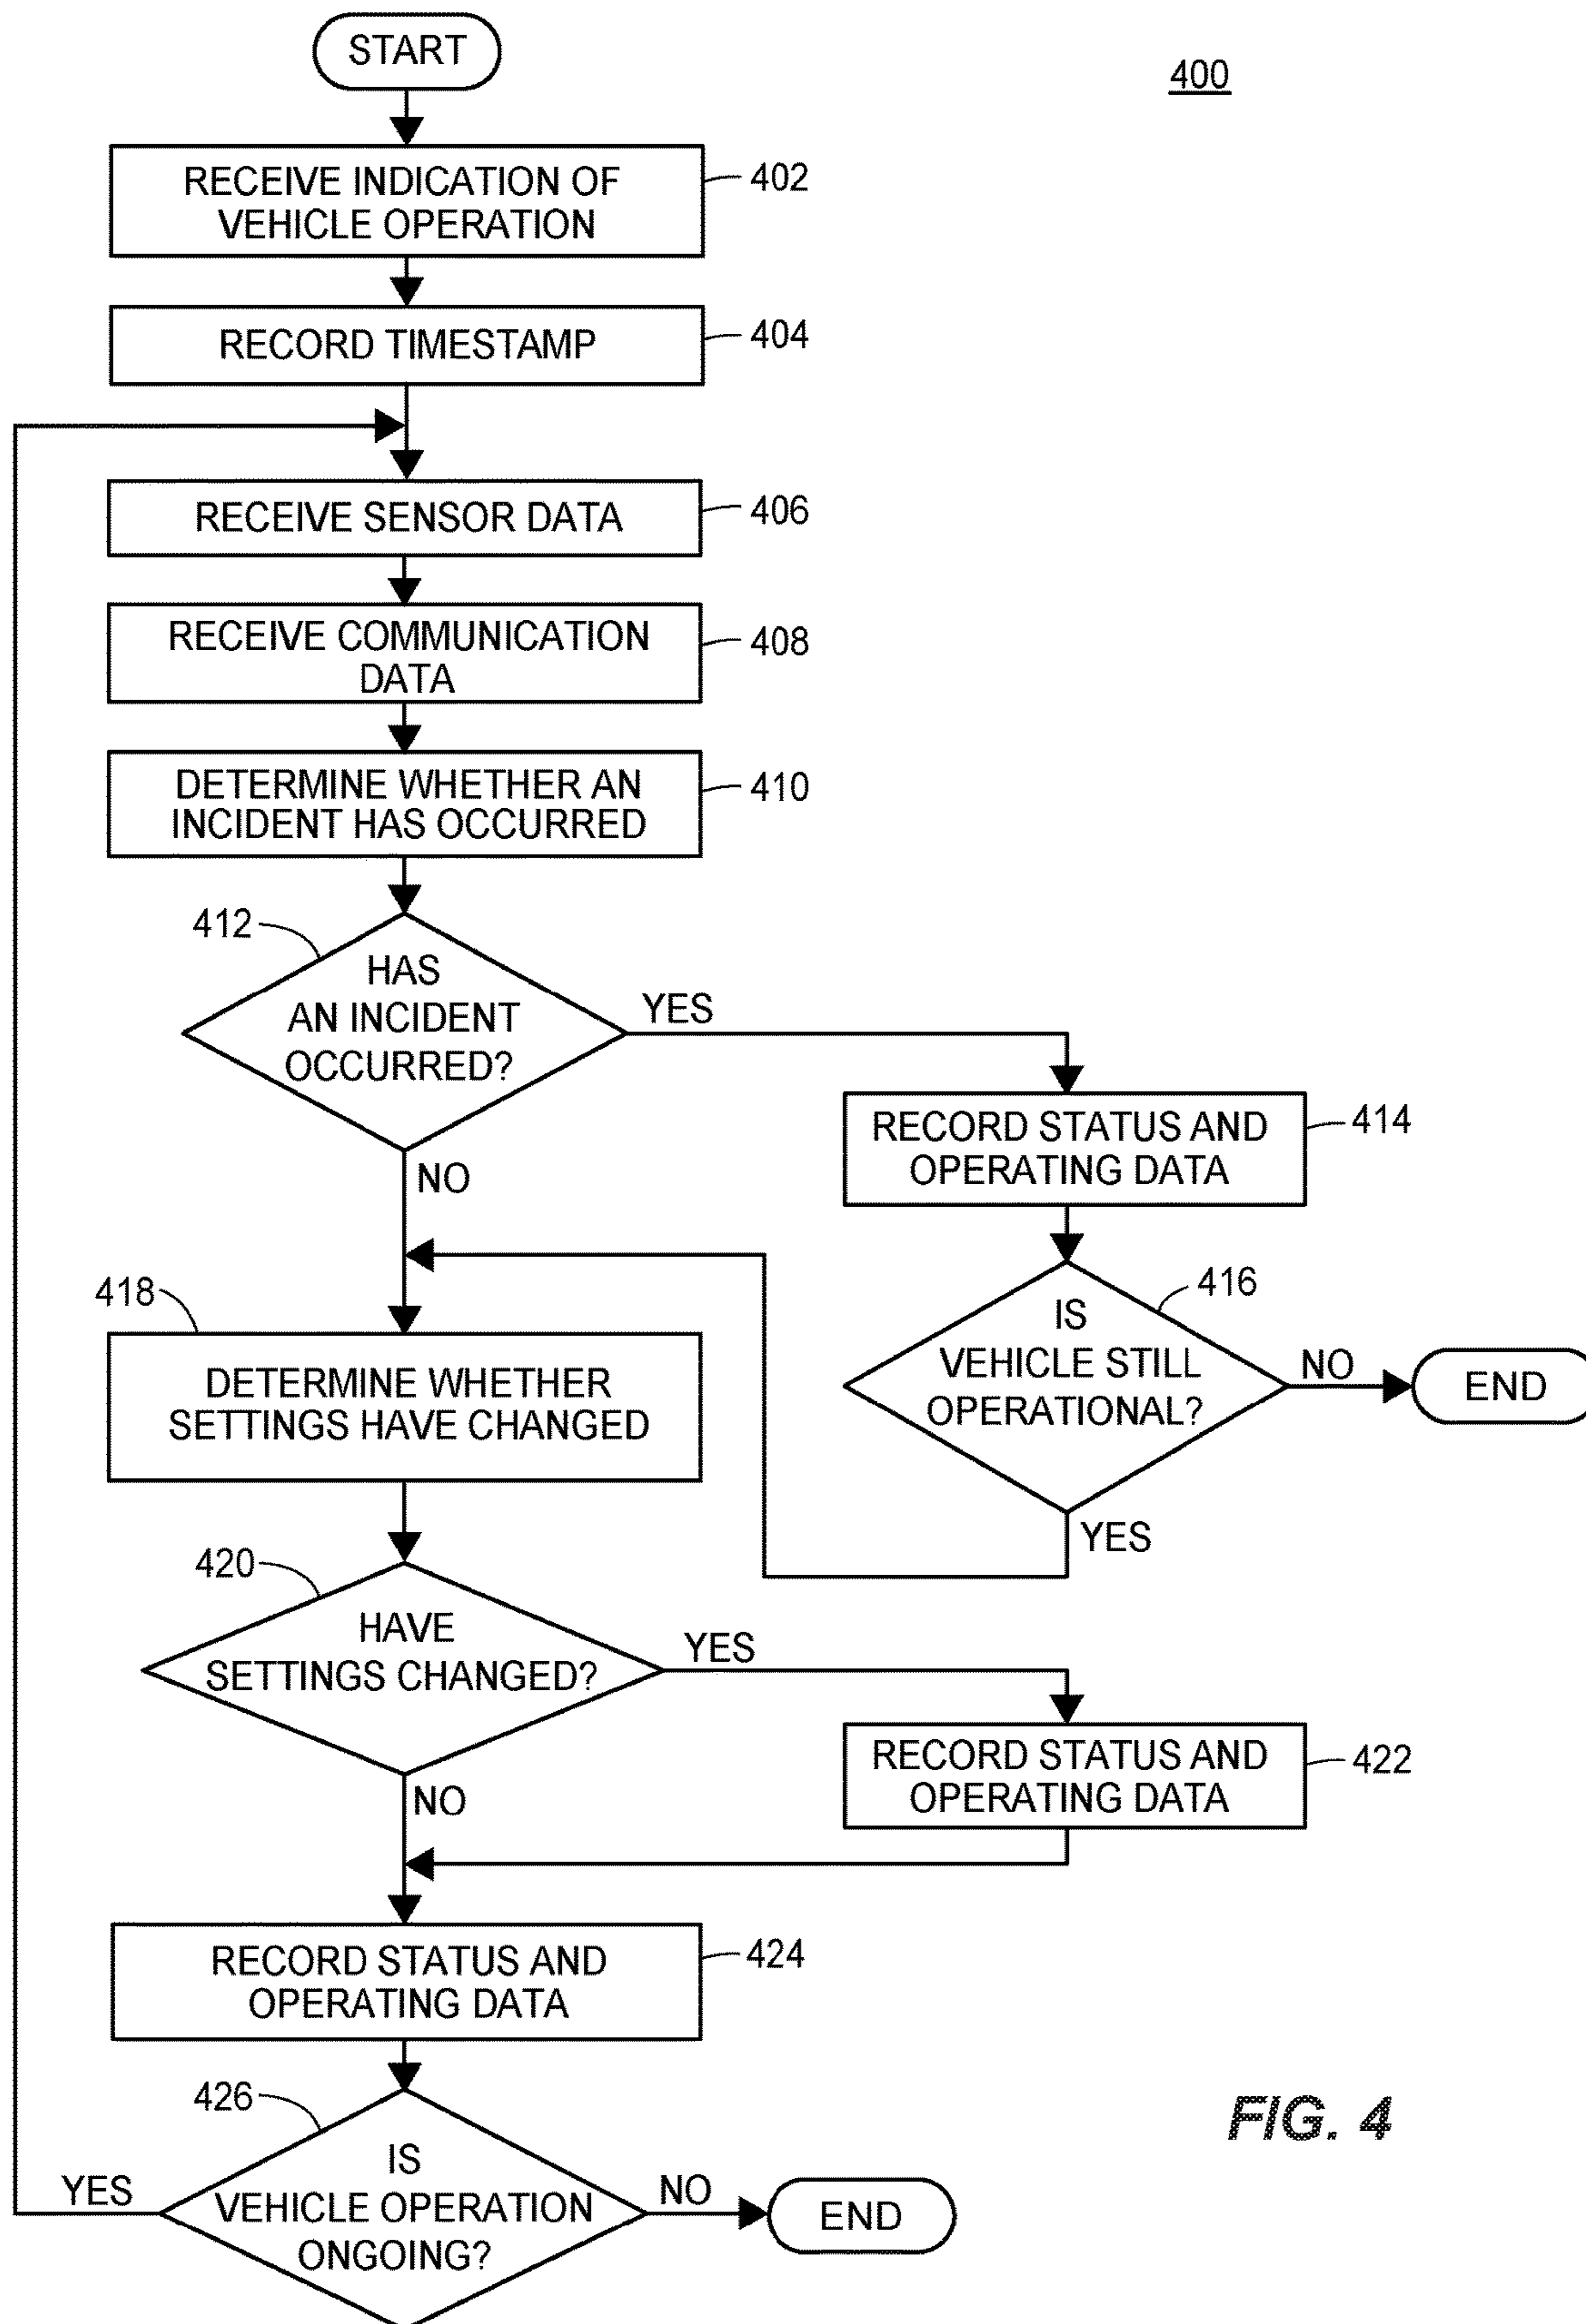 START
400
RECEIVE INDICATION OF
VEHICLE OPERATION
402
RECORD TIMESTAMP
404
RECEIVE SENSOR DATA
406
RECEIVE COMMUNICATION
DATA
408
DETERMINE WHETHER AN
INCIDENT HAS OCCURRED
410
412
HAS
AN INCIDENT
OCCURRED?
YES
NO
RECORD STATUS AND
OPERATING DATA
414
416
IS
VEHICLE STILL
OPERATIONAL?
NO
END
YES
418
DETERMINE WHETHER
SETTINGS HAVE CHANGED
420
HAVE
SETTINGS CHANGED?
YES
NO
RECORD STATUS AND
OPERATING DATA
422
RECORD STATUS AND
OPERATING DATA
424
426
IS
VEHICLE OPERATION
ONGOING?
YES
NO
END
FIG. 4